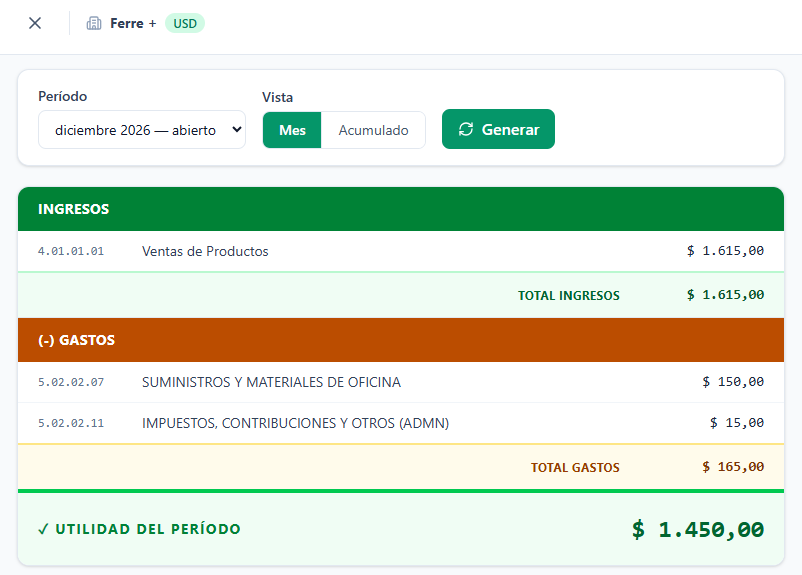 Ferre + USD
Período
Vista
diciembre 2026 — abierto
Mes
Acumulado
Generar
INGRESOS
4.01.01.01 Ventas de Productos $ 1.615,00
TOTAL INGRESOS $ 1.615,00
(-) GASTOS
5.02.02.07 SUMINISTROS Y MATERIALES DE OFICINA $ 150,00
5.02.02.11 IMPUESTOS, CONTRIBUCIONES Y OTROS (ADMN) $ 15,00
TOTAL GASTOS $ 165,00
✓ UTILIDAD DEL PERÍODO $ 1.450,00